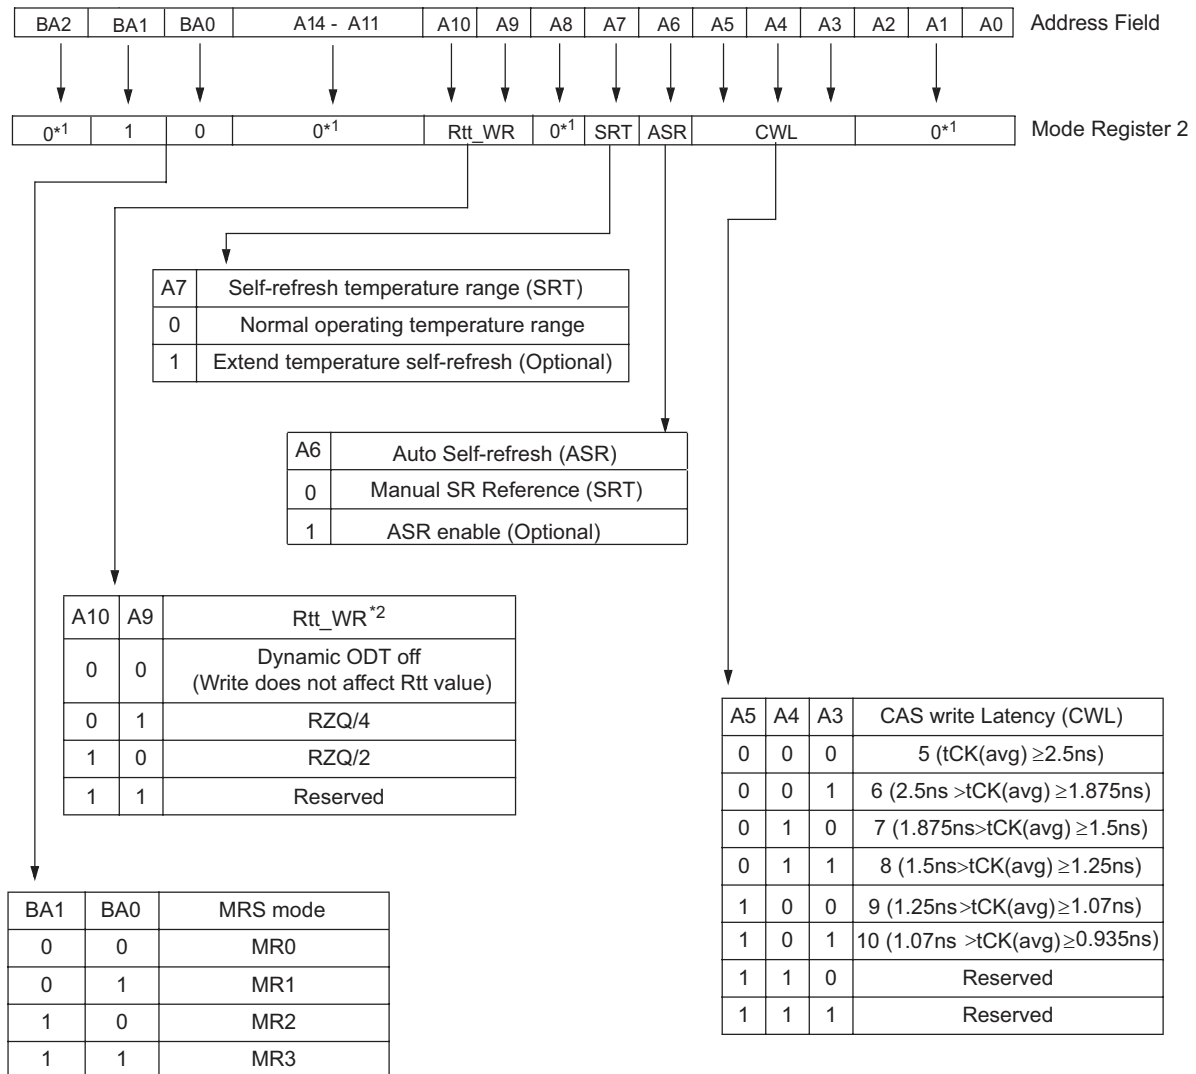 BA2 BA1 BA0 A14 - A11 A10 A9 A8 A7 A6 A5 A4 A3 A2 A1 A0 Address Field
0*1 1 0 0*1 Rtt_WR 0*1 SRT ASR CWL 0*1 Mode Register 2
A7 Self-refresh temperature range (SRT)
0 Normal operating temperature range
1 Extend temperature self-refresh (Optional)
A6 Auto Self-refresh (ASR)
0 Manual SR Reference (SRT)
1 ASR enable (Optional)
A10 A9 Rtt_WR*2
0 0 Dynamic ODT off
(Write does not affect Rtt value)
0 1 RZQ/4
1 0 RZQ/2
1 1 Reserved
A5 A4 A3 CAS write Latency (CWL)
0 0 0 5 (tCK(avg) ≥2.5ns)
0 0 1 6 (2.5ns >tCK(avg) ≥1.875ns)
0 1 0 7 (1.875ns>tCK(avg) ≥1.5ns)
0 1 1 8 (1.5ns>tCK(avg) ≥1.25ns)
1 0 0 9 (1.25ns>tCK(avg) ≥1.07ns)
1 0 1 10 (1.07ns >tCK(avg) ≥0.935ns)
1 1 0 Reserved
1 1 1 Reserved
BA1 BA0 MRS mode
0 0 MR0
0 1 MR1
1 0 MR2
1 1 MR3